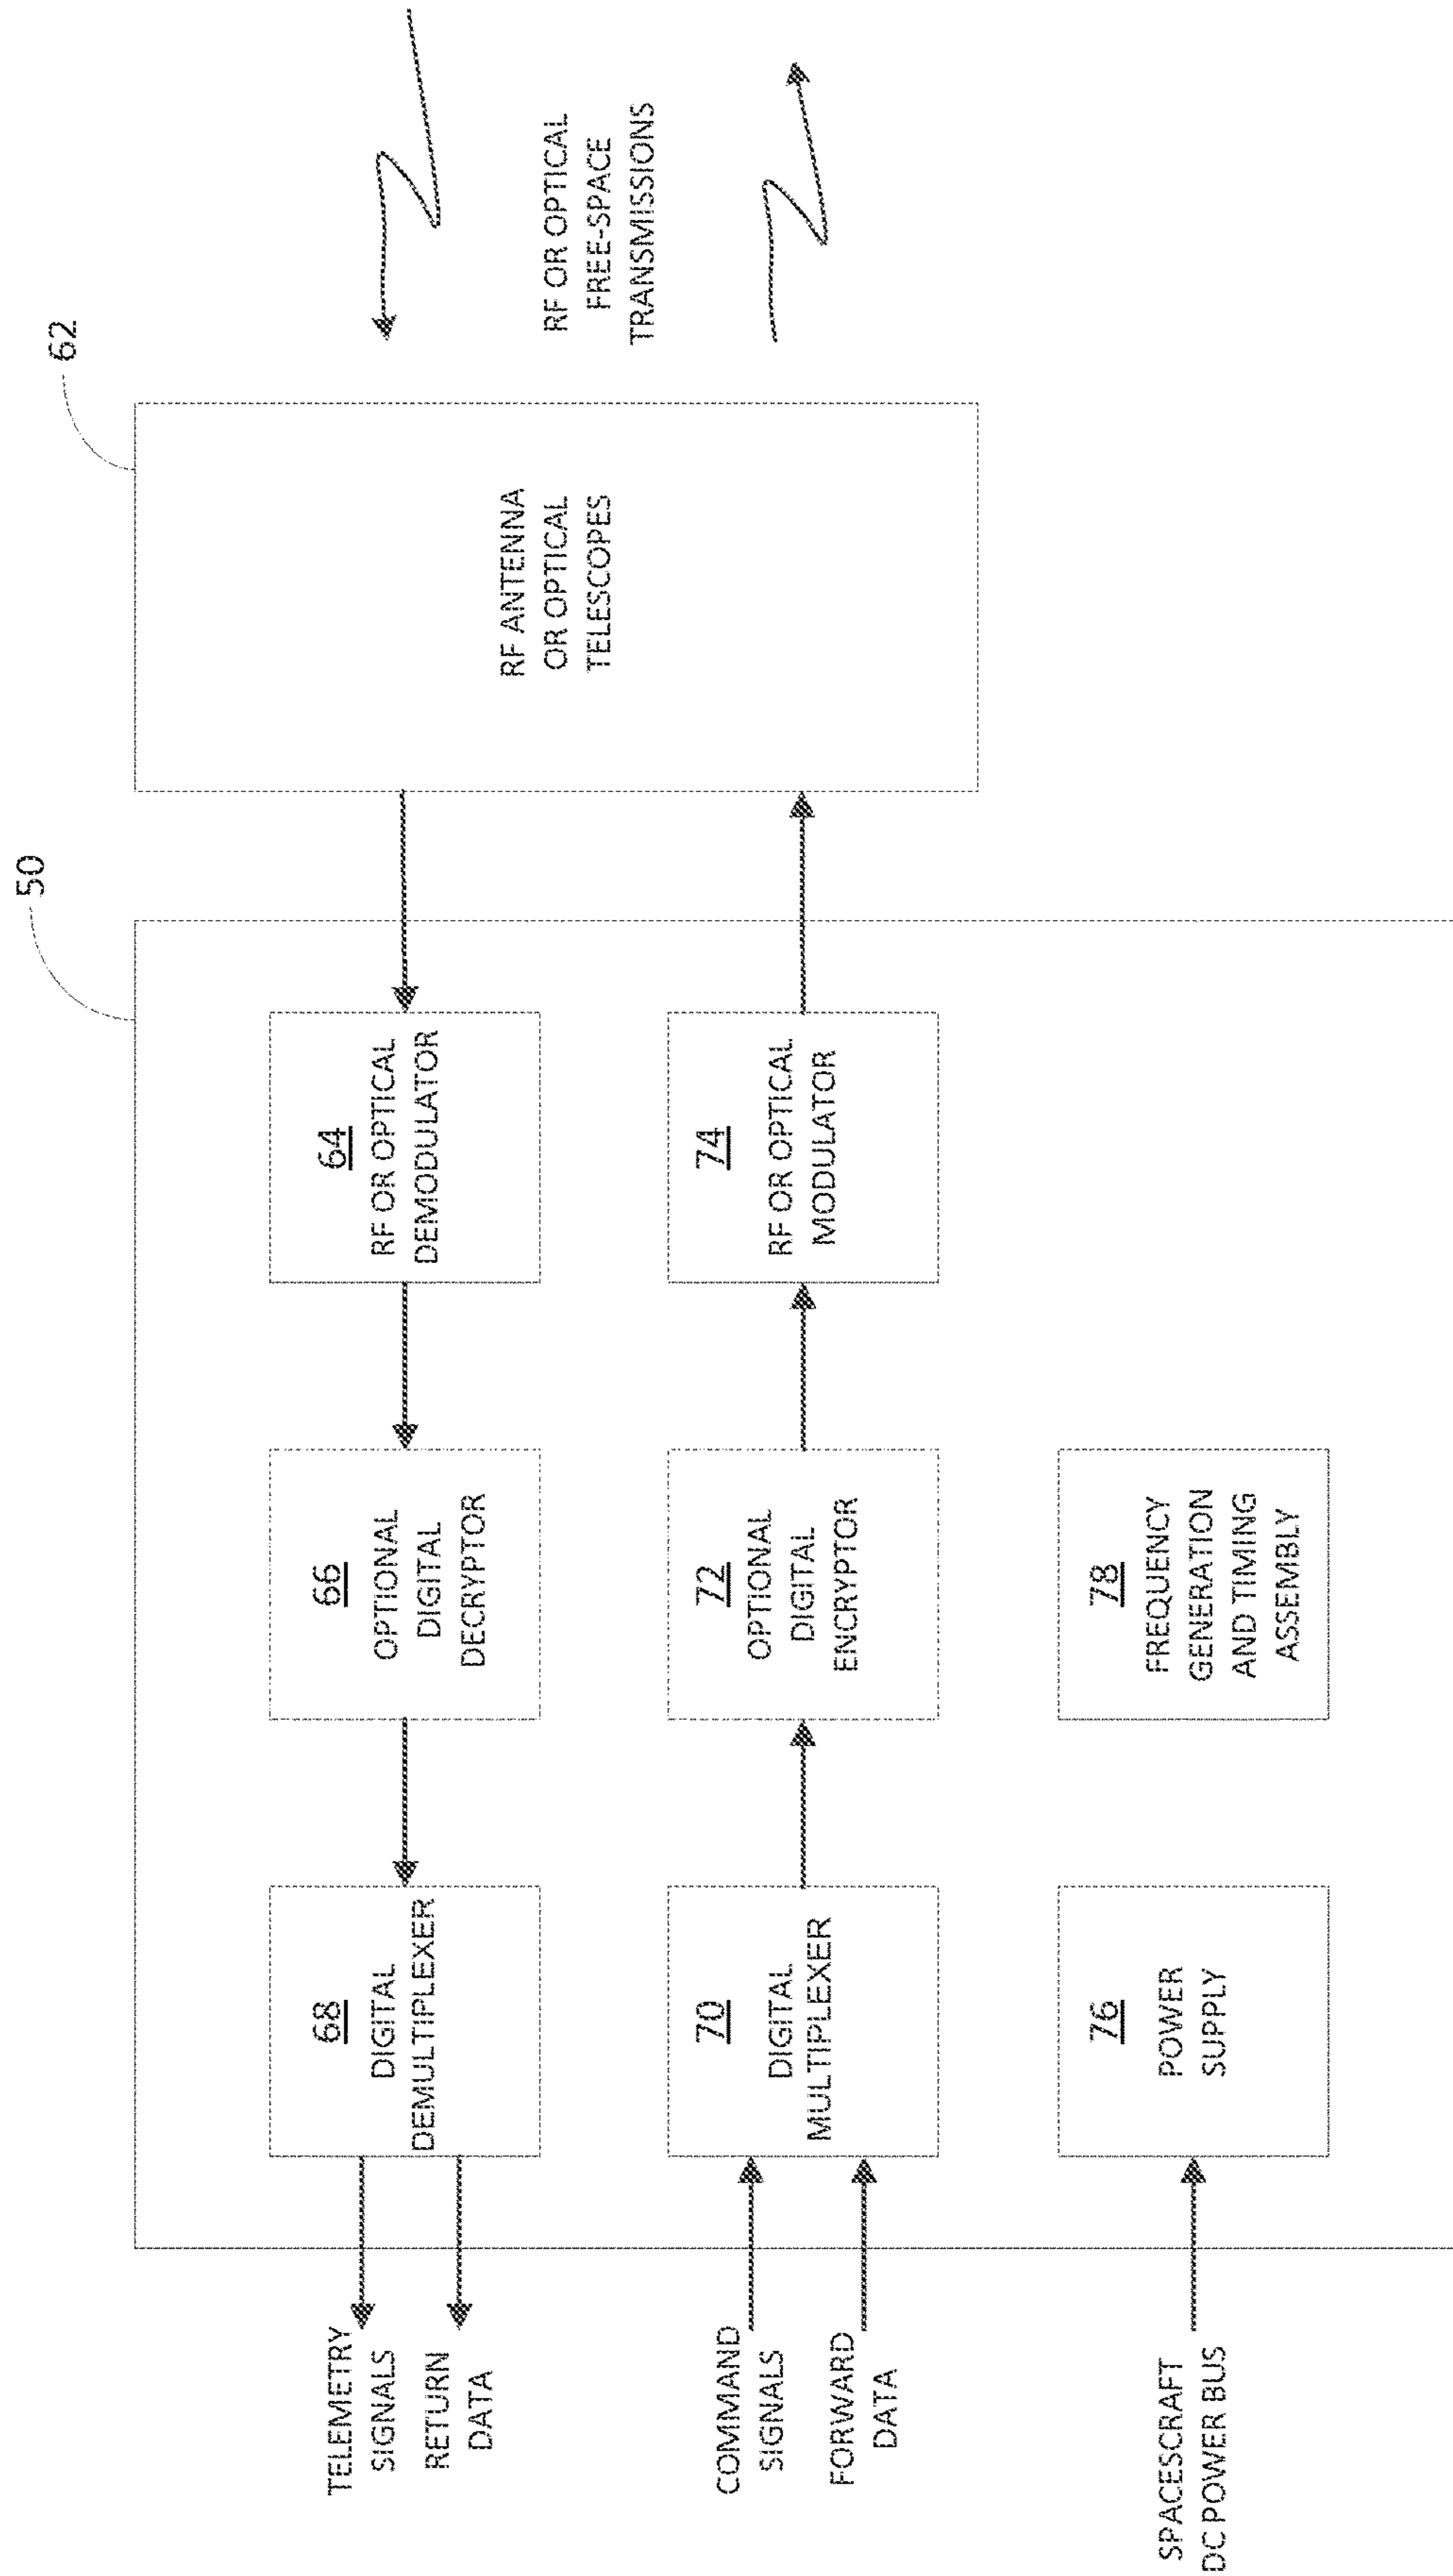 50
62
TELEMETRY
SIGNALS
RETURN
DATA
68
DIGITAL
DEMULTIPLEXER
66
OPTIONAL
DIGITAL
DECRYPTOR
64
RF OR OPTICAL
DEMODULATOR
RF ANTENNA
OR OPTICAL
TELESCOPES
RF OR OPTICAL
FREE-SPACE
TRANSMISSIONS
COMMAND
SIGNALS
FORWARD
DATA
70
DIGITAL
MULTIPLEXER
72
OPTIONAL
DIGITAL
ENCRYPTOR
74
RF OR OPTICAL
MODULATOR
SPACESCRAFT
DC POWER BUS
76
POWER
SUPPLY
78
FREQUENCY
GENERATION
AND TIMING
ASSEMBLY